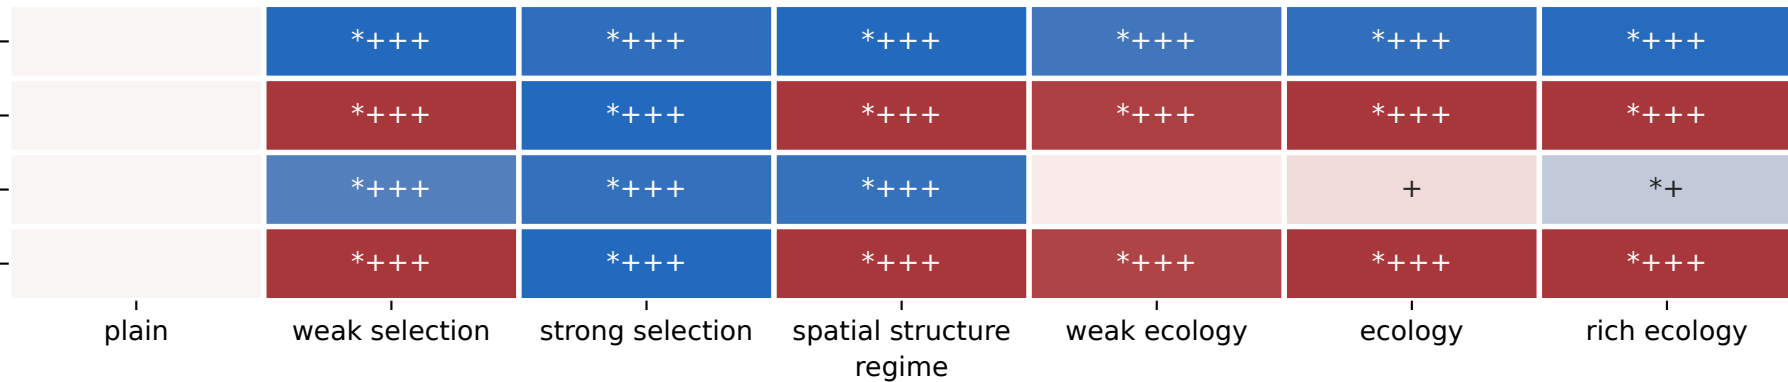 *+++ *+++ *+++ *+++ *+++ *+++
*+++ *+++ *+++ *+++ *+++ *+++
*+++ *+++ *+++ + *+
*+++ *+++ *+++ *+++ *+++ *+++
plain weak selection strong selection spatial structure weak ecology ecology rich ecology
regime